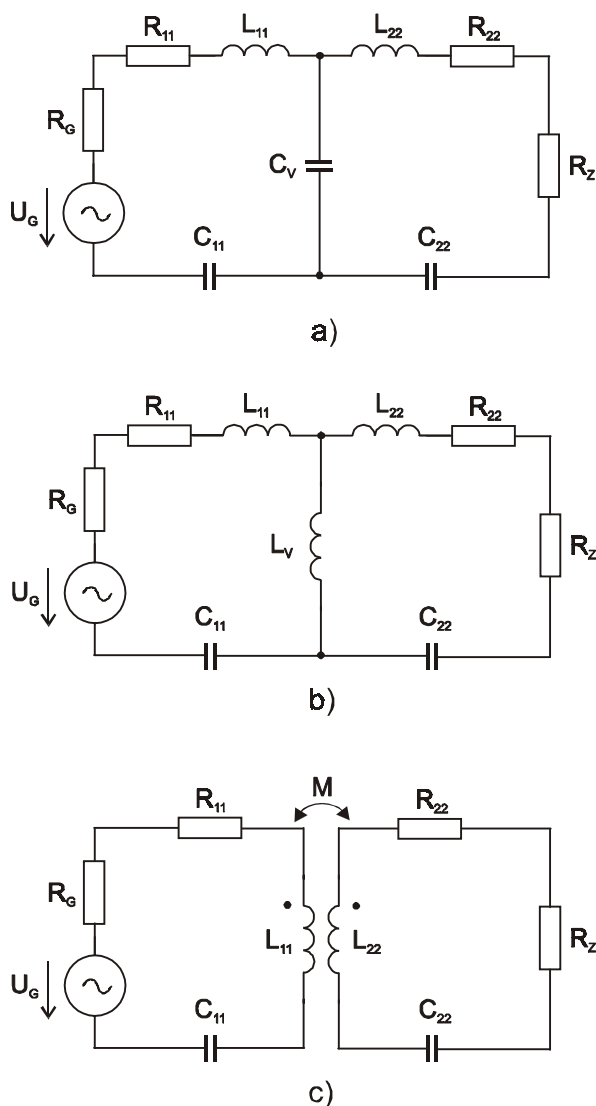 R11 L11 L22 R22
RG
CV
RZ
UG
C11 C22
a)
R11 L11 L22 R22
RG
LV
RZ
UG
C11 C22
b)
M
R11 R22
RG
L11 L22
RZ
UG
C11 C22
c)